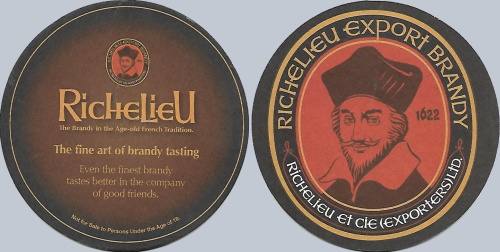 RicheLieU
The Brandy in the Age-old French Tradition.
The fine art of brandy tasting
Even the finest brandy
tastes better in the company
of good friends.
Not for Sale to Persons Under the Age of 18.
RICHELIEU EXPORT BRANDY
1622
RICHELIEU ET CIE (EXPORTERS) LTD.